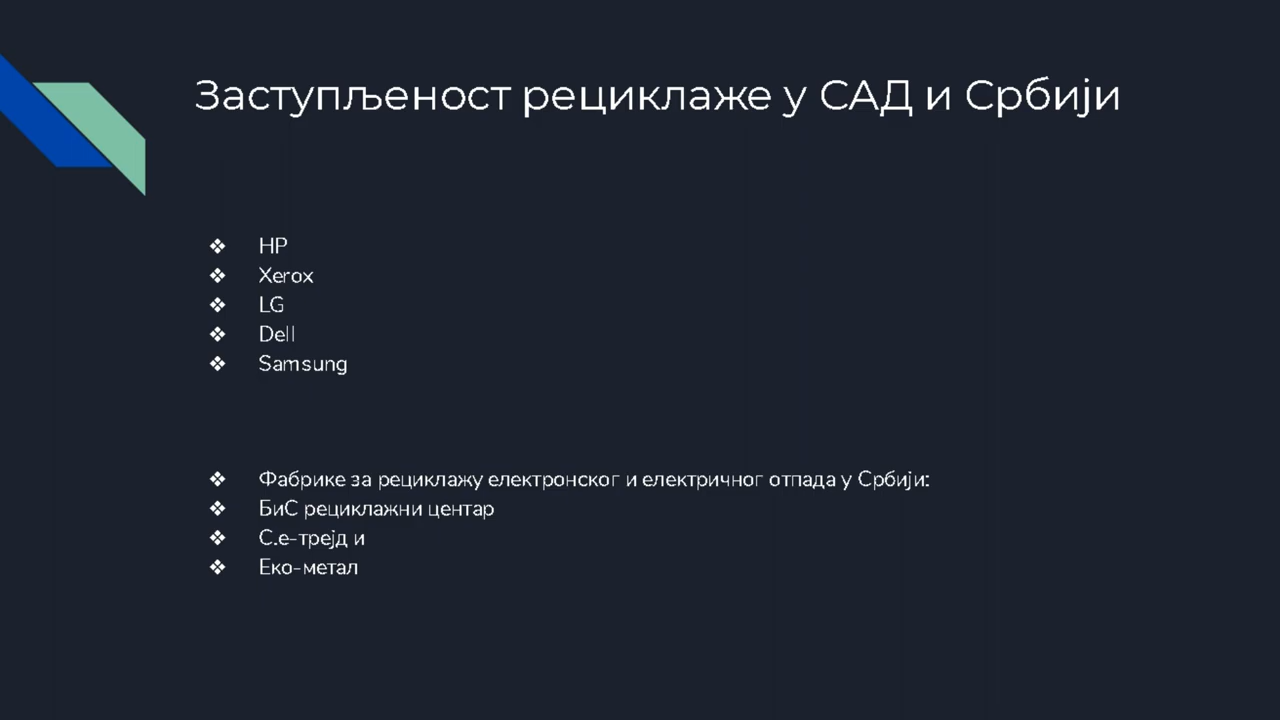 Заступљеност рециклаже у САД и Србији
❖ HP
❖ Xerox
❖ LG
❖ Dell
❖ Samsung
❖ Фабрике за рециклажу електронског и електричног отпада у Србији:
❖ БиС рециклажни центар
❖ С.е-трејд и
❖ Еко-метал